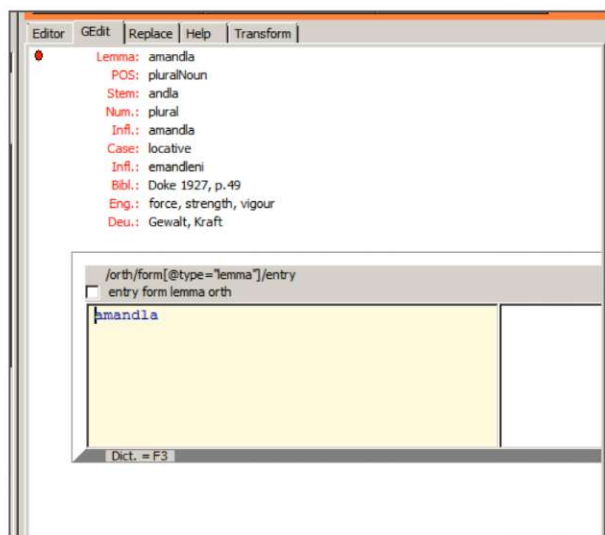 Editor GEdit Replace Help Transform
Lemma: amandla
POS: pluralNoun
Stem: andla
Num.: plural
Infl.: amandla
Case: locative
Infl.: emandleni
Bibl.: Doke 1927, p.49
Eng.: force, strength, vigour
Deu.: Gewalt, Kraft
/orth/form[@type="lemma"]/entry
entry form lemma orth
amandla
Dict. = F3